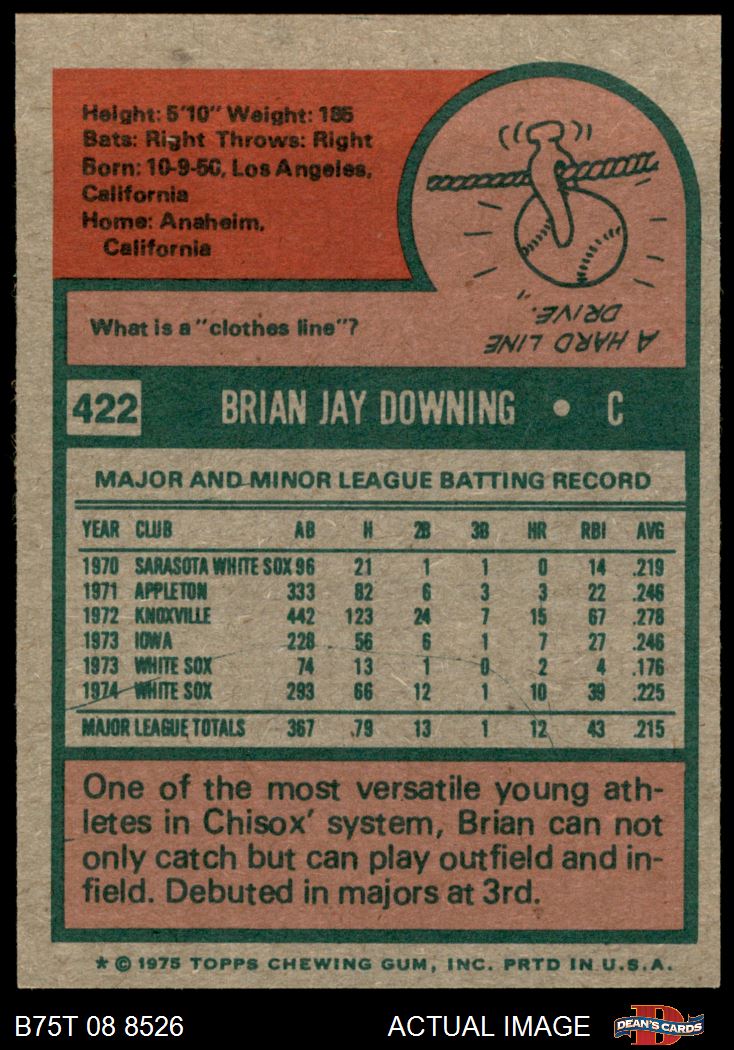 Height: 5'10" Weight: 185
Bats: Right Throws: Right
Born: 10-9-50, Los Angeles,
California
Home: Anaheim,
California
What is a "clothes line"?
A HARD LINE
DRIVE."
422 BRIAN JAY DOWNING • C
MAJOR AND MINOR LEAGUE BATTING RECORD
YEAR CLUB AB H 2B 3B HR RBI AVG
1970 SARASOTA WHITE SOX 96 21 1 1 0 14 .219
1971 APPLETON 333 82 6 3 3 22 .246
1972 KNOXVILLE 442 123 24 7 15 67 .278
1973 IOWA 228 56 6 1 7 27 .246
1973 WHITE SOX 74 13 1 0 2 4 .176
1974 WHITE SOX 293 66 12 1 10 39 .225
MAJOR LEAGUE TOTALS 367 79 13 1 12 43 .215
One of the most versatile young ath-
letes in Chisox' system, Brian can not
only catch but can play outfield and in-
field. Debuted in majors at 3rd.
* © 1975 TOPPS CHEWING GUM, INC. PRTD IN U.S.A.
B75T 08 8526 ACTUAL IMAGE D DEAN'S CARDS